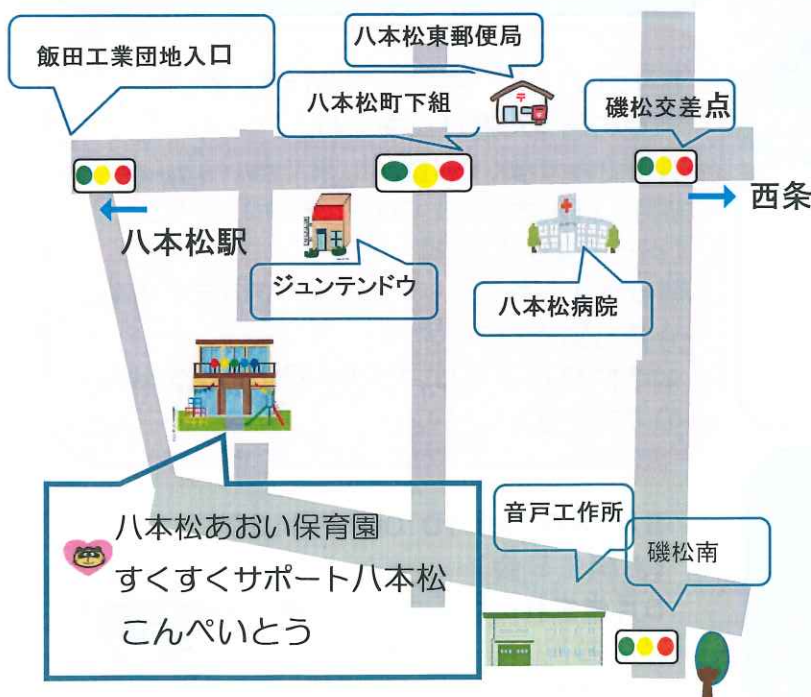 八本松東郵便局
飯田工業団地入口
八本松町下組
磯松交差点
西条
八本松駅
ジュンテンドウ
八本松病院
八本松あおい保育園
すくすくサポート八本松
こんぺいとう
音戸工作所
磯松南